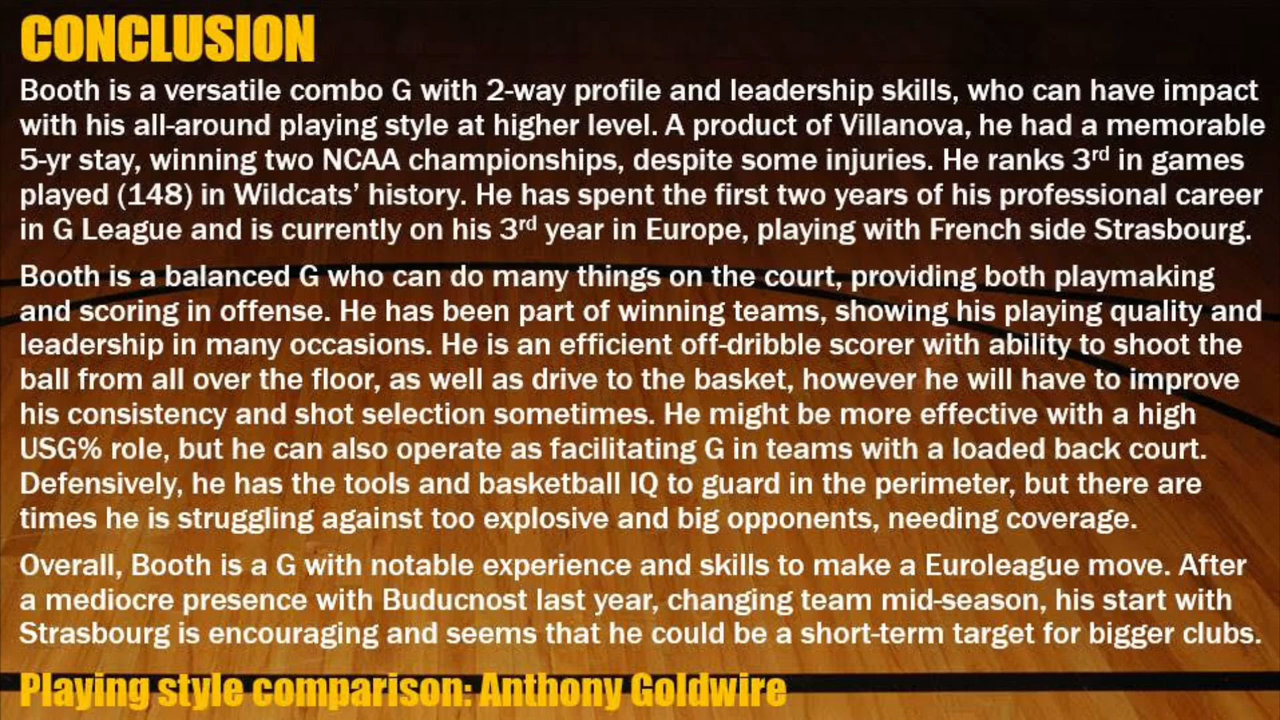 CONCLUSION
Booth is a versatile combo G with 2-way profile and leadership skills, who can have impact
with his all-around playing style at higher level. A product of Villanova, he had a memorable
5-yr stay, winning two NCAA championships, despite some injuries. He ranks 3rd in games
played (148) in Wildcats’ history. He has spent the first two years of his professional career
in G League and is currently on his 3rd year in Europe, playing with French side Strasbourg.
Booth is a balanced G who can do many things on the court, providing both playmaking
and scoring in offense. He has been part of winning teams, showing his playing quality and
leadership in many occasions. He is an efficient off-dribble scorer with ability to shoot the
ball from all over the floor, as well as drive to the basket, however he will have to improve
his consistency and shot selection sometimes. He might be more effective with a high
USG% role, but he can also operate as facilitating G in teams with a loaded back court.
Defensively, he has the tools and basketball IQ to guard in the perimeter, but there are
times he is struggling against too explosive and big opponents, needing coverage.
Overall, Booth is a G with notable experience and skills to make a Euroleague move. After
a mediocre presence with Buducnost last year, changing team mid-season, his start with
Strasbourg is encouraging and seems that he could be a short-term target for bigger clubs.
Playing style comparison: Anthony Goldwire